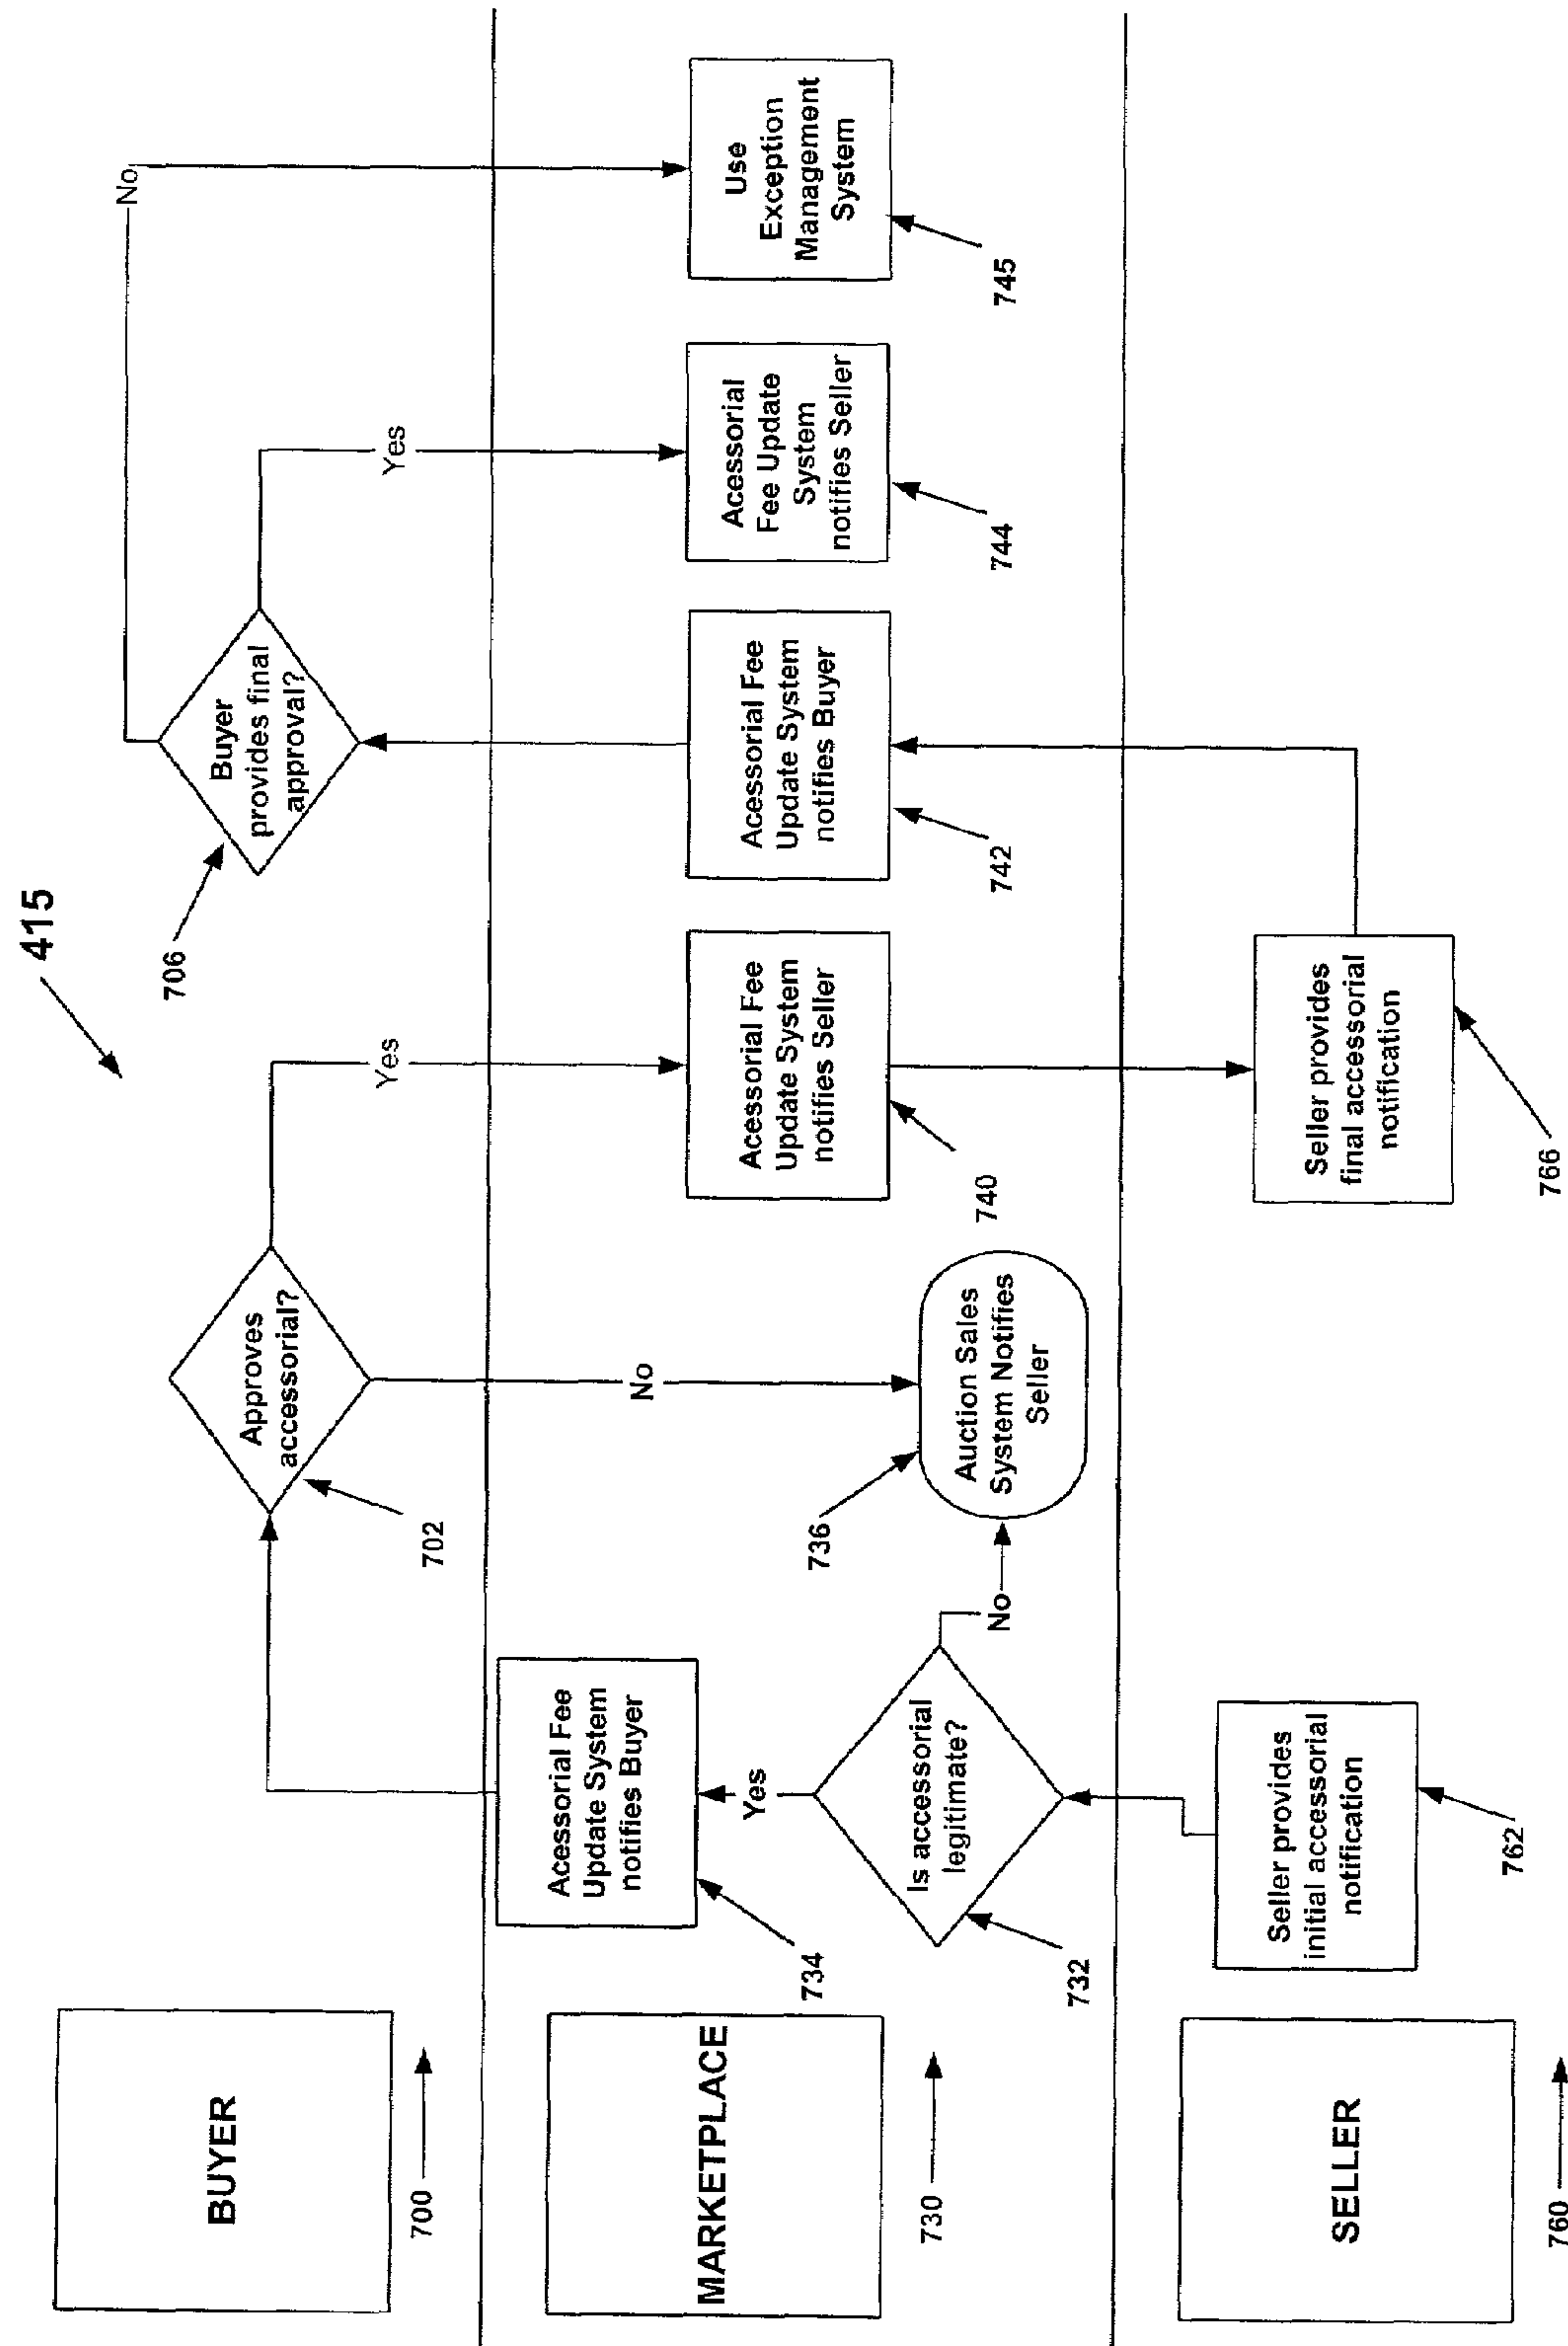 415
BUYER
700
Approves
accessorial?
702
Yes
No
Buyer
provides final
approval?
706
Yes
No
MARKETPLACE
730
Acessorial Fee
Update System
notifies Buyer
734
Yes
Is accessorial
legitimate?
732
No
Auction Sales
System Notifies
Seller
736
Acessorial Fee
Update System
notifies Seller
740
Acessorial Fee
Update System
notifies Buyer
742
Acessorial
Fee Update
System
notifies Seller
744
Use
Exception
Management
System
745
SELLER
760
Seller provides
initial accessorial
notification
762
Seller provides
final accessorial
notification
766